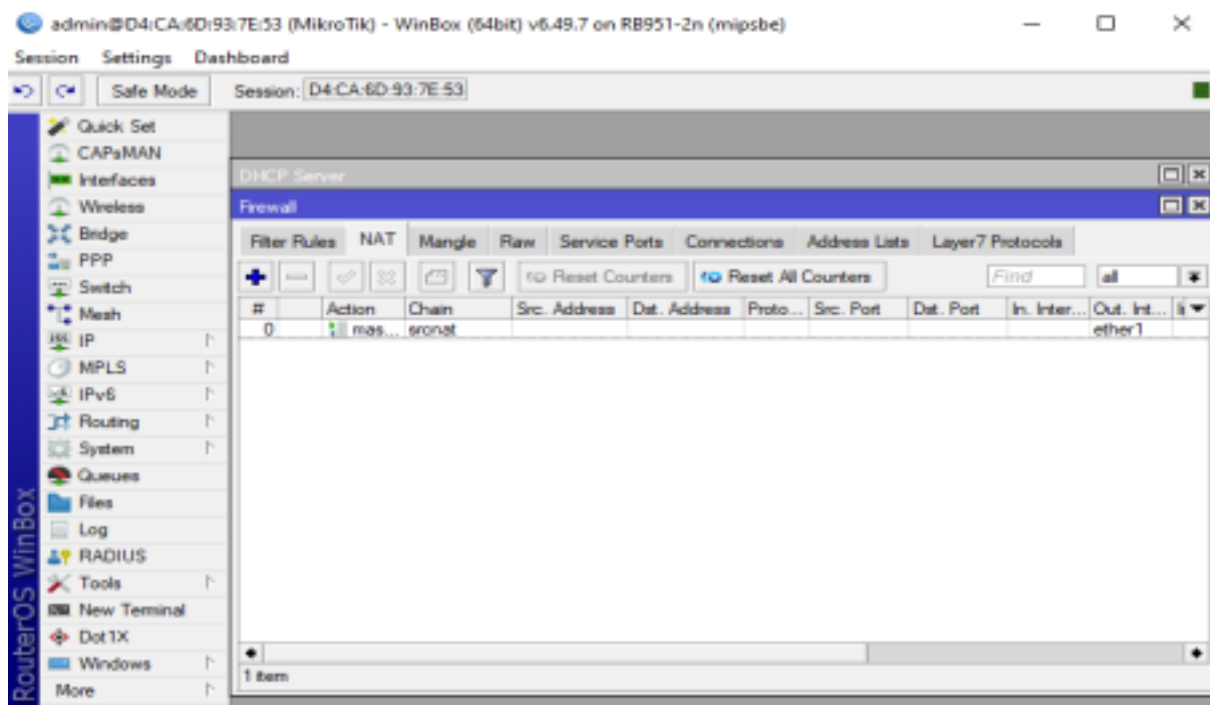 admin@D4:CA:6D:93:7E:53 (MikroTik) - WinBox (64bit) v6.49.7 on RB951-2n (mipsbe)
Session Settings Dashboard
Safe Mode Session: D4:CA:6D:93:7E:53
Quick Set
CAPsMAN
Interfaces
Wireless
Bridge
PPP
Switch
Mesh
IP
MPLS
IPv6
Routing
System
Queues
Files
Log
RADIUS
Tools
New Terminal
Dot1X
Windows
More
RouterOS WinBox
DHCP Server
Firewall
Filter Rules NAT Mangle Raw Service Ports Connections Address Lists Layer7 Protocols
Reset Counters Reset All Counters Find all
# Action Chain Src. Address Dst. Address Proto... Src. Port Dst. Port In. Inter... Out. Int...
0 mas... srcnat ether1
1 item